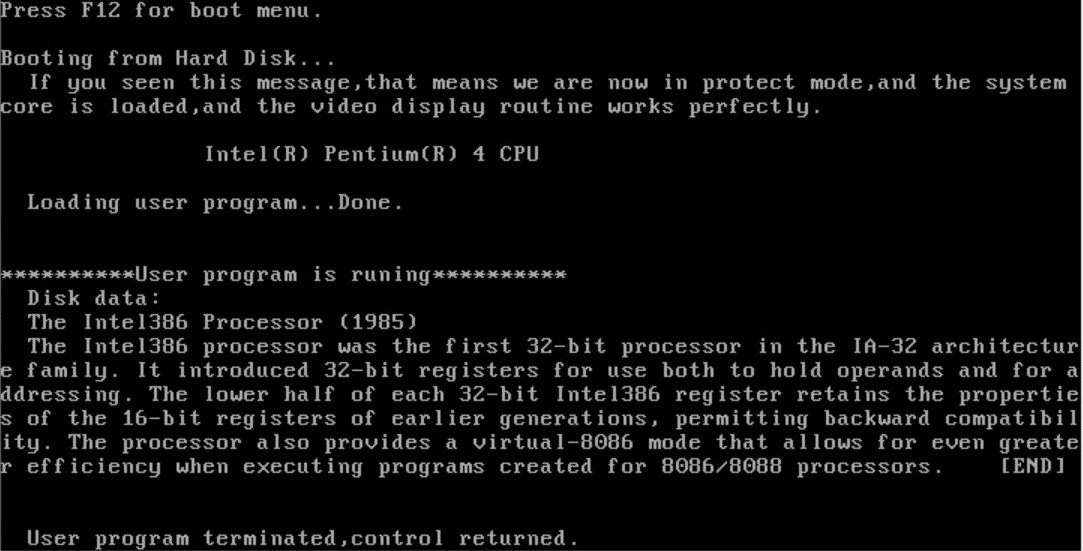 Press F12 for boot menu.
Booting from Hard Disk...
If you seen this message,that means we are now in protect mode,and the system
core is loaded,and the video display routine works perfectly.
Intel(R) Pentium(R) 4 CPU
Loading user program...Done.
**********User program is runing**********
Disk data:
The Intel386 Processor (1985)
The Intel386 processor was the first 32-bit processor in the IA-32 architectur
e family. It introduced 32-bit registers for use both to hold operands and for a
ddressing. The lower half of each 32-bit Intel386 register retains the propertie
s of the 16-bit registers of earlier generations, permitting backward compatibil
ity. The processor also provides a virtual-8086 mode that allows for even greate
r efficiency when executing programs created for 8086/8088 processors.    [END]
User program terminated,control returned.